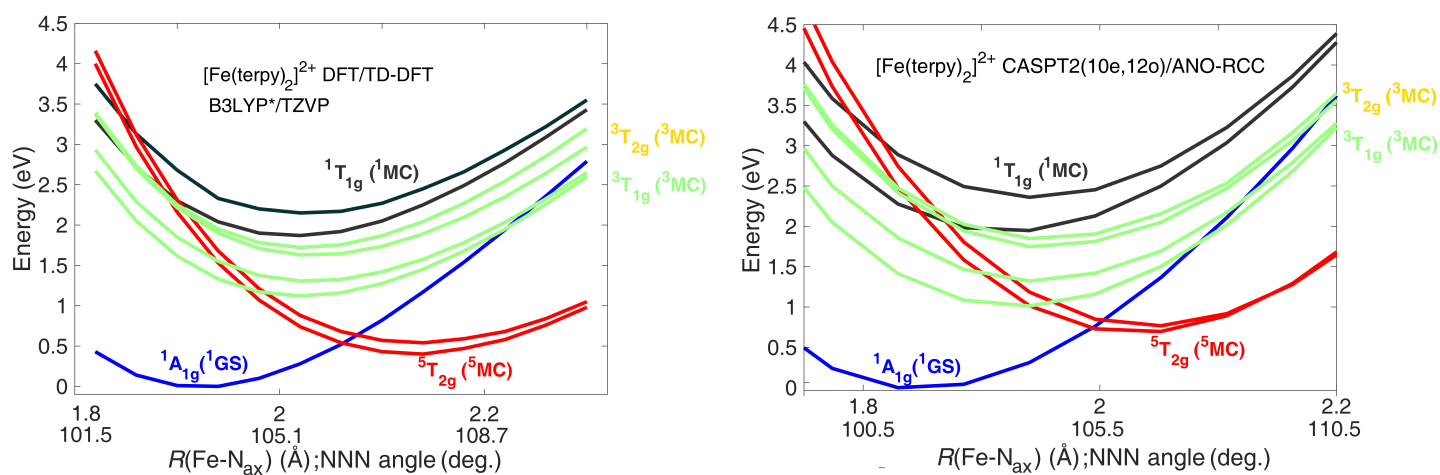 [Fe(terpy)₂]²⁺ DFT/TD-DFT
B3LYP*/TZVP
Energy (eV)
4.5
4
3.5
3
2.5
2
1.5
1
0.5
0
¹T₁g (¹MC)
³T₂g (³MC)
³T₁g (³MC)
¹A₁g(¹GS)
⁵T₂g (⁵MC)
1.8 2 2.2
101.5 105.1 108.7
R(Fe-Nₐₓ) (Å);NNN angle (deg.)
[Fe(terpy)₂]²⁺ CASPT2(10e,12o)/ANO-RCC
Energy (eV)
4.5
4
3.5
3
2.5
2
1.5
1
0.5
0
¹T₁g (¹MC)
³T₂g (³MC)
³T₁g (³MC)
¹A₁g(¹GS)
⁵T₂g (⁵MC)
1.8 2 2.2
100.5 105.5 110.5
R(Fe-Nₐₓ) (Å);NNN angle (deg.)